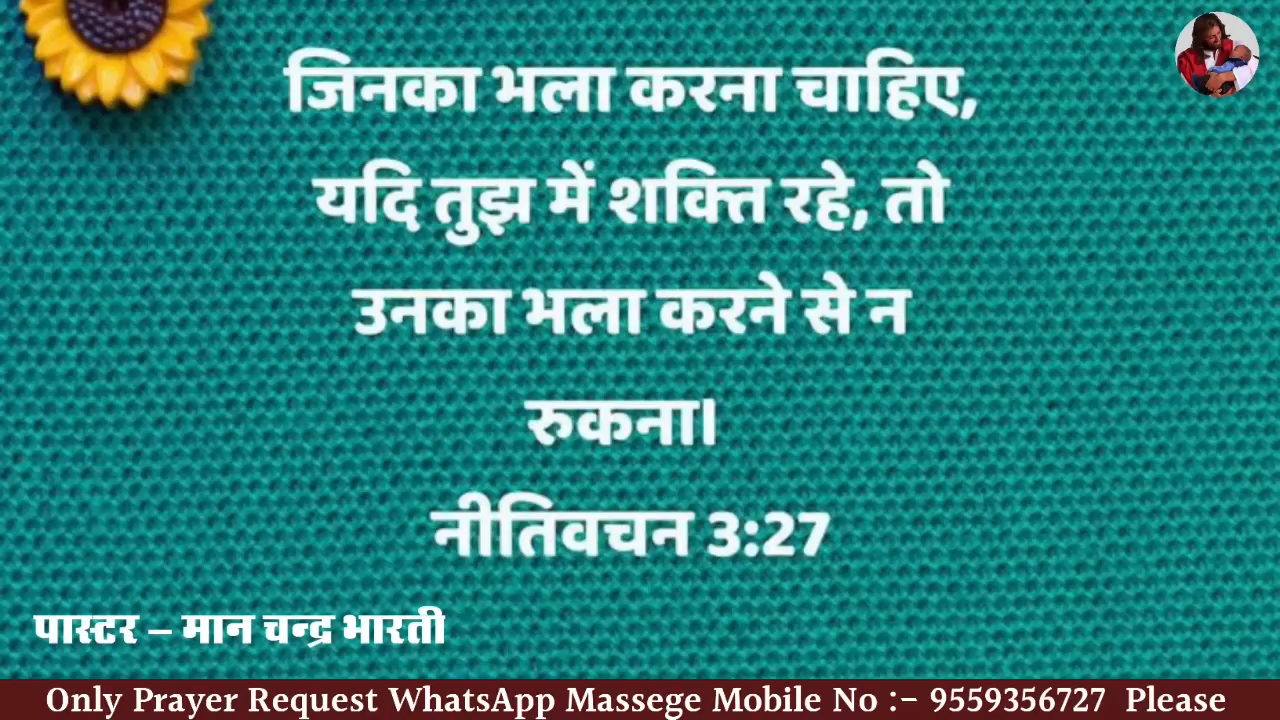 जिनका भला करना चाहिए,
यदि तुझ में शक्ति रहे, तो
उनका भला करने से न
रुकना।
नीतिवचन 3:27
पास्टर – मान चन्द्र भारती
Only Prayer Request WhatsApp Massege Mobile No :- 9559356727 Please